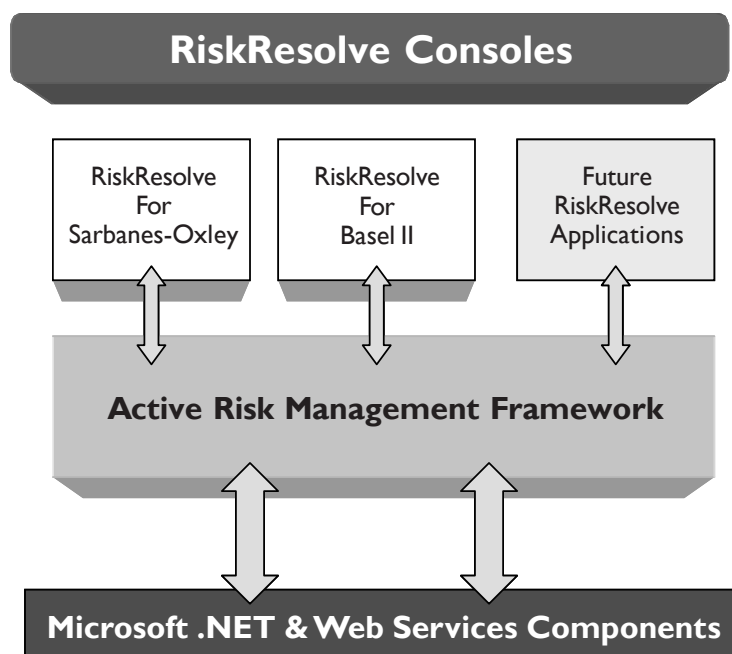 RiskResolve Consoles
RiskResolve
For
Sarbanes-Oxley
RiskResolve
For
Basel II
Future
RiskResolve
Applications
Active Risk Management Framework
Microsoft .NET & Web Services Components